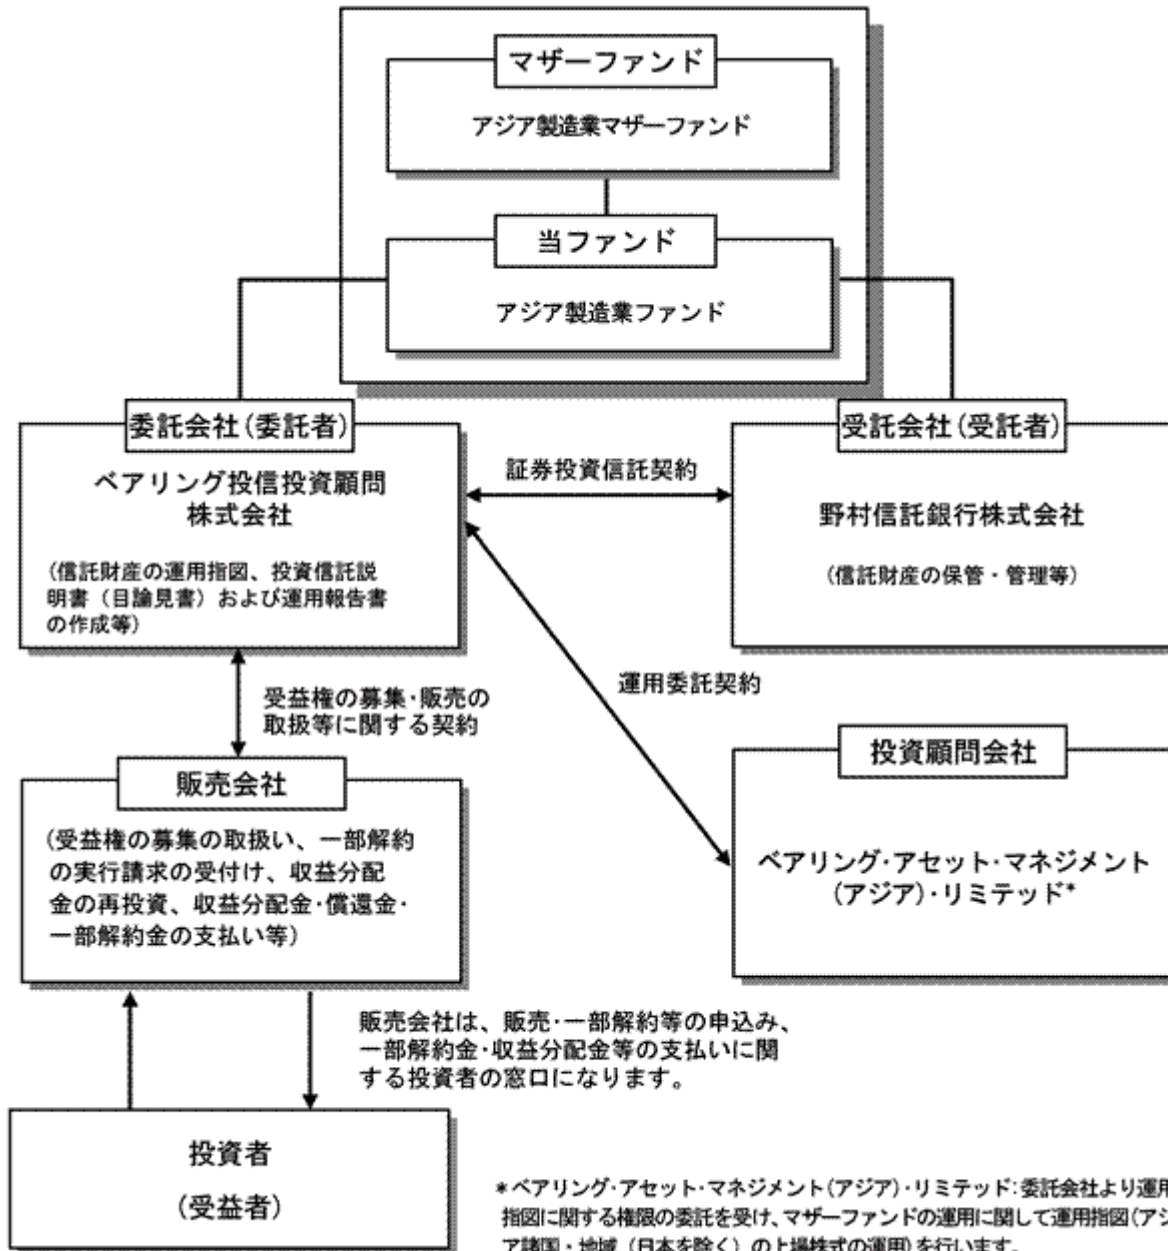 マザーファンド
アジア製造業マザーファンド
当ファンド
アジア製造業ファンド
委託会社(委託者)
ベアリング投信投資顧問
株式会社
(信託財産の運用指図、投資信託説
明書(目論見書)および運用報告書
の作成等)
証券投資信託契約
受託会社(受託者)
野村信託銀行株式会社
(信託財産の保管・管理等)
運用委託契約
受益権の募集・販売の
取扱等に関する契約
販売会社
(受益権の募集の取扱い、一部解約
の実行請求の受付け、収益分配
金の再投資、収益分配金・償還金・
一部解約金の支払い等)
投資顧問会社
ベアリング・アセット・マネジメント
(アジア)・リミテッド*
販売会社は、販売・一部解約等の申込み、
一部解約金・収益分配金等の支払いに関
する投資者の窓口になります。
投資者
(受益者)
*ベアリング・アセット・マネジメント(アジア)・リミテッド:委託会社より運用
指図に関する権限の委託を受け、マザーファンドの運用に関して運用指図(アジ
ア諸国・地域(日本を除く)の上場株式の運用)を行います。